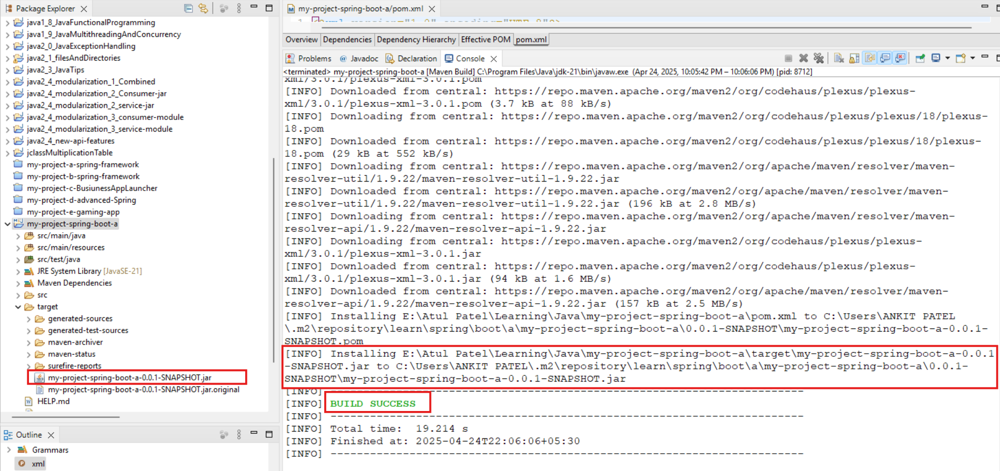 Package Explorer
java1_8_JavaFunctionalProgramming
java1_9_JavaMultithreadingAndConcurrency
java2_0_JavaExceptionHandling
java2_1_filesAndDirectories
java2_3_JavaTips
java2_4_modularization_1_Combined
java2_4_modularization_2_Consumer-jar
java2_4_modularization_2_service-jar
java2_4_modularization_3_consumer-module
java2_4_modularization_3_service-module
java2_4_new-api-features
jclassMultiplicationTable
my-project-a-spring-framework
my-project-b-spring-framework
my-project-c-BusiunessAppLauncher
my-project-d-advanced-Spring
my-project-e-gaming-app
my-project-spring-boot-a
src/main/java
src/main/resources
src/test/java
JRE System Library [JavaSE-21]
Maven Dependencies
src
target
generated-sources
generated-test-sources
maven-archiver
maven-status
surefire-reports
my-project-spring-boot-a-0.0.1-SNAPSHOT.jar
my-project-spring-boot-a-0.0.1-SNAPSHOT.jar.original
HELP.md
Outline
Grammars
xml
my-project-spring-boot-a/pom.xml
Overview Dependencies Dependency Hierarchy Effective POM pom.xml
Problems Javadoc Declaration Console
<terminated> my-project-spring-boot-a [Maven Build] C:\Program Files\Java\jdk-21\bin\javaw.exe (Apr 24, 2025, 10:05:42 PM – 10:06:06 PM) [pid: 8712]
xml/3.0.1/plexus-xml-3.0.1.pom
[INFO] Downloaded from central: https://repo.maven.apache.org/maven2/org/codehaus/plexus/plexus-
xml/3.0.1/plexus-xml-3.0.1.pom (3.7 kB at 88 kB/s)
[INFO] Downloading from central: https://repo.maven.apache.org/maven2/org/codehaus/plexus/plexus/18/plexus-
18.pom
[INFO] Downloaded from central: https://repo.maven.apache.org/maven2/org/codehaus/plexus/plexus/18/plexus-
18.pom (29 kB at 552 kB/s)
[INFO] Downloading from central: https://repo.maven.apache.org/maven2/org/apache/maven/resolver/maven-
resolver-util/1.9.22/maven-resolver-util-1.9.22.jar
[INFO] Downloaded from central: https://repo.maven.apache.org/maven2/org/apache/maven/resolver/maven-
resolver-util/1.9.22/maven-resolver-util-1.9.22.jar (196 kB at 2.8 MB/s)
[INFO] Downloading from central: https://repo.maven.apache.org/maven2/org/apache/maven/resolver/maven-
resolver-api/1.9.22/maven-resolver-api-1.9.22.jar
[INFO] Downloading from central: https://repo.maven.apache.org/maven2/org/codehaus/plexus/plexus-
xml/3.0.1/plexus-xml-3.0.1.jar
[INFO] Downloaded from central: https://repo.maven.apache.org/maven2/org/codehaus/plexus/plexus-
xml/3.0.1/plexus-xml-3.0.1.jar (94 kB at 1.6 MB/s)
[INFO] Downloaded from central: https://repo.maven.apache.org/maven2/org/apache/maven/resolver/maven-
resolver-api/1.9.22/maven-resolver-api-1.9.22.jar (157 kB at 2.5 MB/s)
[INFO] Installing E:\Atul Patel\Learning\Java\my-project-spring-boot-a\pom.xml to C:\Users\ANKIT PATEL
\.m2\repository\learn\spring\boot\a\my-project-spring-boot-a\0.0.1-SNAPSHOT\my-project-spring-boot-a-0.0.1-
SNAPSHOT.pom
[INFO] Installing E:\Atul Patel\Learning\Java\my-project-spring-boot-a\target\my-project-spring-boot-a-0.0.1
-SNAPSHOT.jar to C:\Users\ANKIT PATEL\.m2\repository\learn\spring\boot\a\my-project-spring-boot-a\0.0.1-
SNAPSHOT\my-project-spring-boot-a-0.0.1-SNAPSHOT.jar
[INFO] ------------------------------------------------------------------------
[INFO] BUILD SUCCESS
[INFO] ------------------------------------------------------------------------
[INFO] Total time:  19.214 s
[INFO] Finished at: 2025-04-24T22:06:06+05:30
[INFO] ------------------------------------------------------------------------